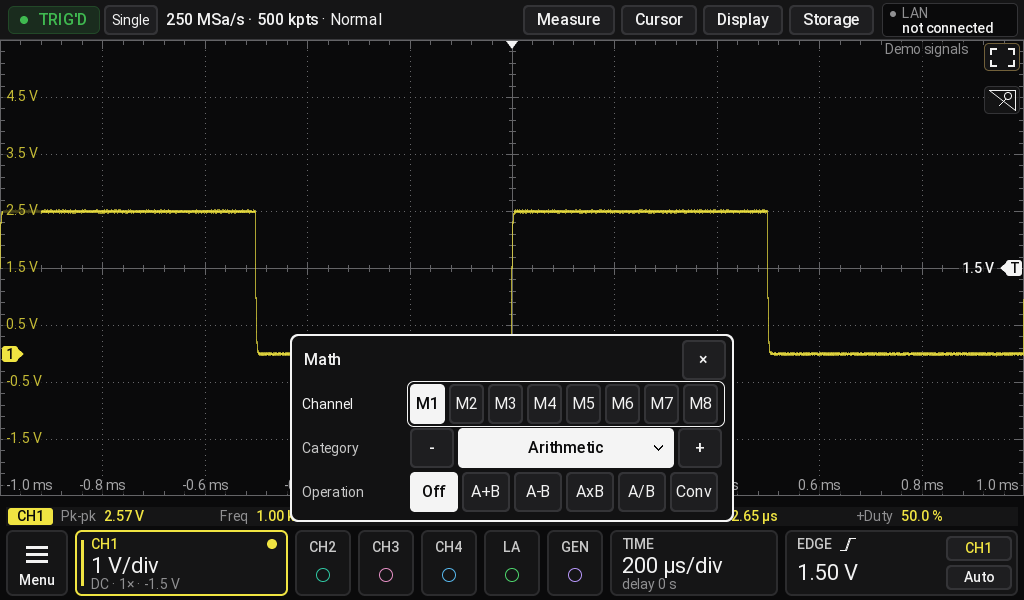 TRIG'D Single 250 MSa/s · 500 kpts · Normal Measure Cursor Display Storage LAN
not connected
Demo signals
4.5 V
3.5 V
2.5 V
1.5 V 1.5 V T
0.5 V
1
-0.5 V
-1.5 V
-1.0 ms -0.8 ms -0.6 ms 0.6 ms 0.8 ms 1.0 ms
Math ×
Channel M1 M2 M3 M4 M5 M6 M7 M8
Category - Arithmetic +
Operation Off A+B A-B AxB A/B Conv
CH1 Pk-pk 2.57 V Freq 1.00 2.65 µs +Duty 50.0 %
Menu
CH1
1 V/div
DC · 1× · -1.5 V
CH2 CH3 CH4 LA GEN
TIME
200 µs/div
delay 0 s
EDGE CH1
1.50 V Auto